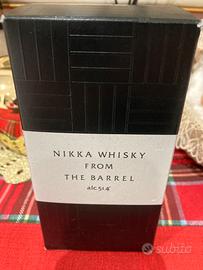 NIKKA WHISKY
FROM
THE BARREL
alc.51.4°
subito